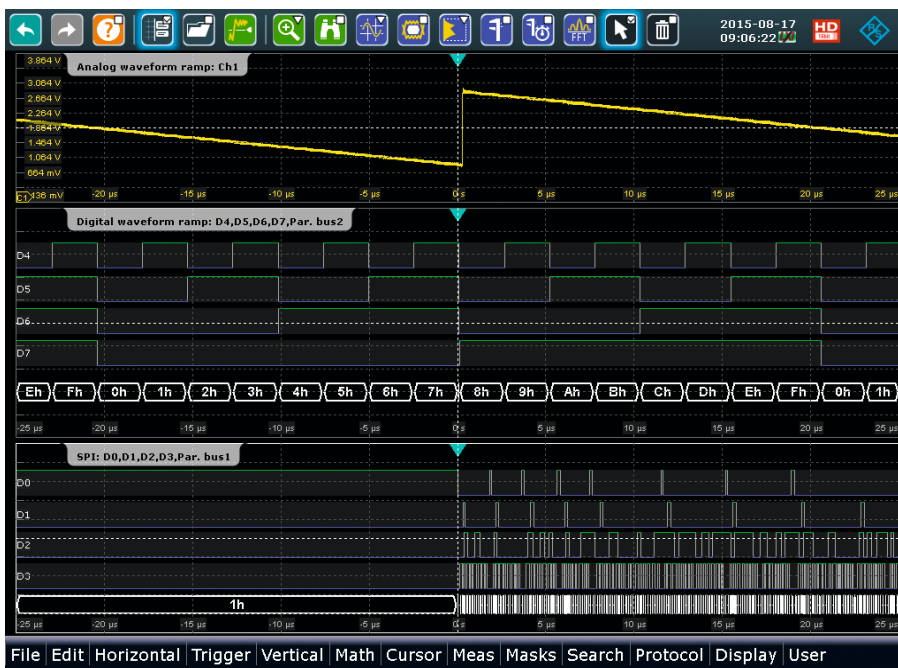 2015-08-17
HD
09:06:22
16bit
R&S
FFT
3.864 V
Analog waveform ramp: Ch1
3.064 V
2.664 V
2.264 V
1.864 V
1.464 V
1.064 V
664 mV
C1 136 mV -20 µs -15 µs -10 µs -5 µs 0 s 5 µs 10 µs 15 µs 20 µs 25 µs
Digital waveform ramp: D4,D5,D6,D7,Par. bus2
D4
D5
D6
D7
Eh Fh 0h 1h 2h 3h 4h 5h 6h 7h 8h 9h Ah Bh Ch Dh Eh Fh 0h 1h
-25 µs -20 µs -15 µs -10 µs -5 µs 0 s 5 µs 10 µs 15 µs 20 µs 25 µs
SPI: D0,D1,D2,D3,Par. bus1
D0
D1
D2
D3
1h
-25 µs -20 µs -15 µs -10 µs -5 µs 0 s 5 µs 10 µs 15 µs 20 µs 25 µs
File Edit Horizontal Trigger Vertical Math Cursor Meas Masks Search Protocol Display User